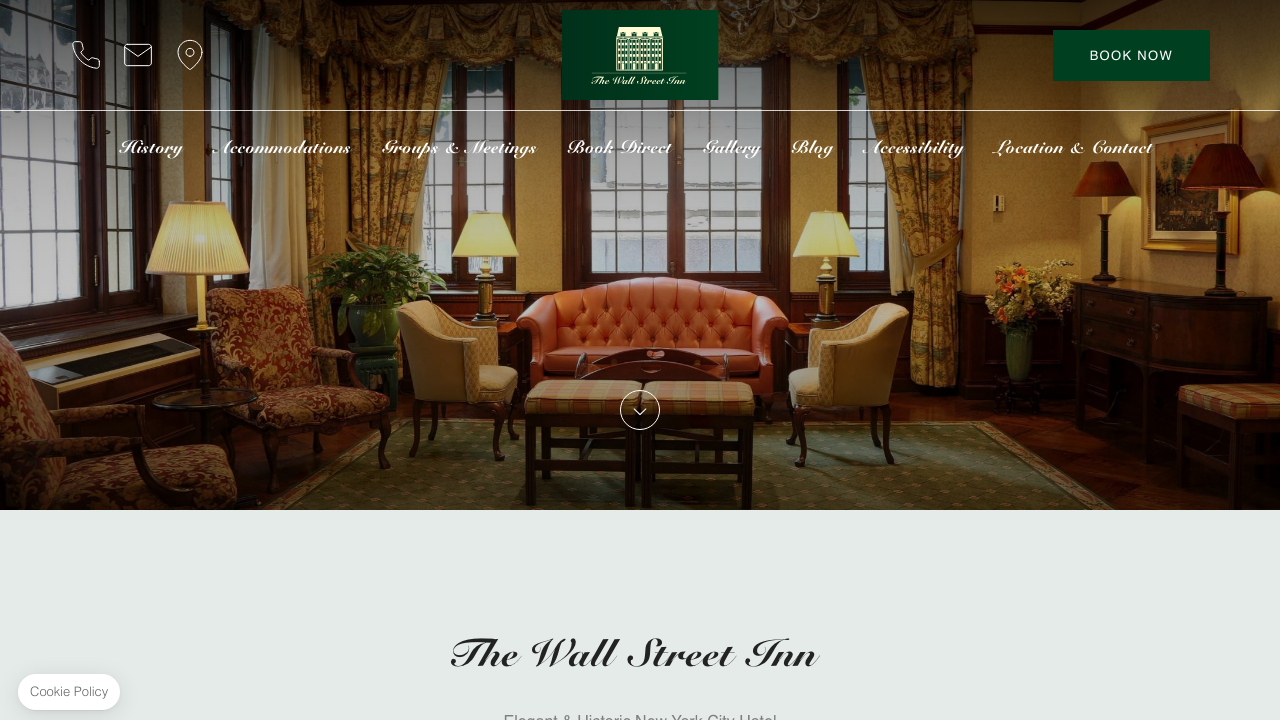 The Wall Street Inn
BOOK NOW
History Accommodations Groups & Meetings Book Direct Gallery Blog Accessibility Location & Contact
The Wall Street Inn
Elegant & Historic New York City Hotel
Cookie Policy